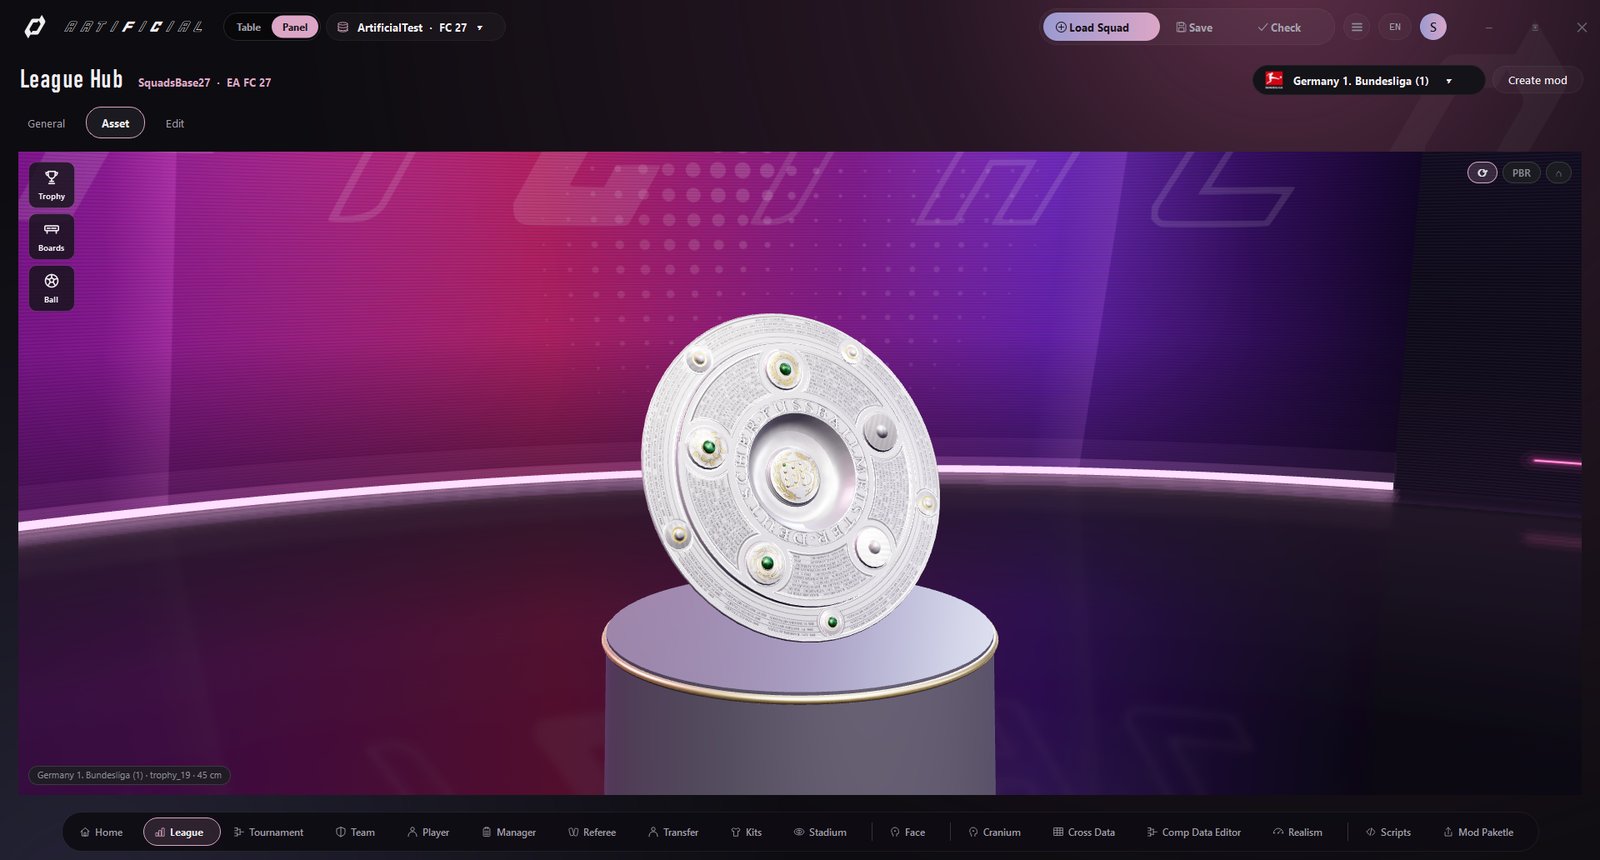 ARTIFICIAL
Table
Panel
ArtificialTest · FC 27
Load Squad
Save
Check
EN
S
League Hub
SquadsBase27 · EA FC 27
Germany 1. Bundesliga (1)
Create mod
General
Asset
Edit
Trophy
Boards
Ball
PBR
Germany 1. Bundesliga (1) · trophy_19 · 45 cm
Home
League
Tournament
Team
Player
Manager
Referee
Transfer
Kits
Stadium
Face
Cranium
Cross Data
Comp Data Editor
Realism
Scripts
Mod Paketle